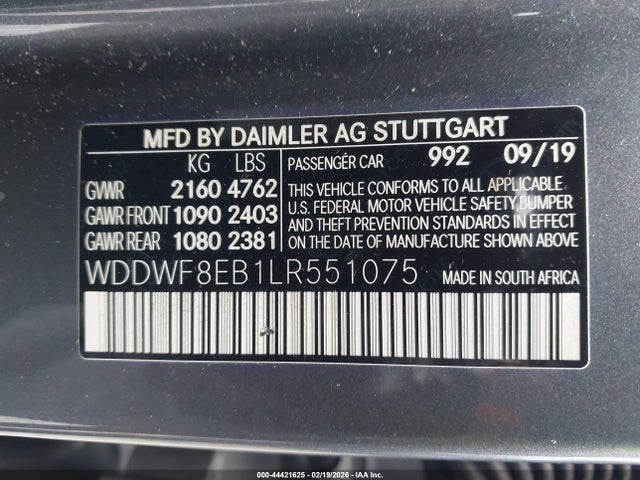 MFD BY DAIMLER AG STUTTGART
KG LBS PASSENGER CAR 992 09/19
GVWR 2160 4762 THIS VEHICLE CONFORMS TO ALL APPLICABLE
GAWR FRONT 1090 2403 U.S. FEDERAL MOTOR VEHICLE SAFETY, BUMPER
AND THEFT PREVENTION STANDARDS IN EFFECT
GAWR REAR 1080 2381 ON THE DATE OF MANUFACTURE SHOWN ABOVE
WDDWF8EB1LR551075 MADE IN SOUTH AFRICA
000-44421625 - 02/19/2026 - IAA Inc.